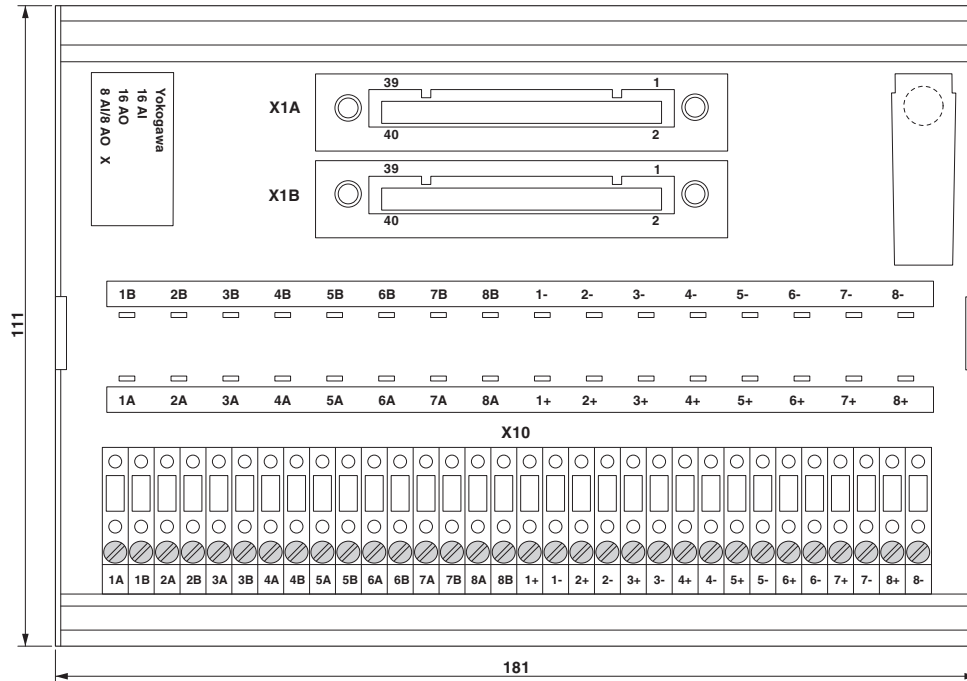 Yokogawa
16 AI
16 AO
8 AI/8 AO X
X1A
39 1
40 2
X1B
39 1
40 2
1B 2B 3B 4B 5B 6B 7B 8B 1- 2- 3- 4- 5- 6- 7- 8-
1A 2A 3A 4A 5A 6A 7A 8A 1+ 2+ 3+ 4+ 5+ 6+ 7+ 8+
X10
1A 1B 2A 2B 3A 3B 4A 4B 5A 5B 6A 6B 7A 7B 8A 8B 1+ 1- 2+ 2- 3+ 3- 4+ 4- 5+ 5- 6+ 6- 7+ 7- 8+ 8-
111
181